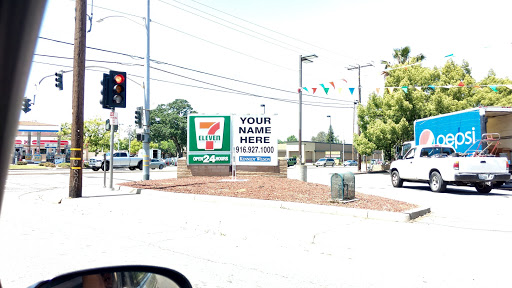 7
ELEVEN
OPEN 24 HOURS
YOUR
NAME
HERE
916.927.1000
KENNEDY WILSON
pepsi